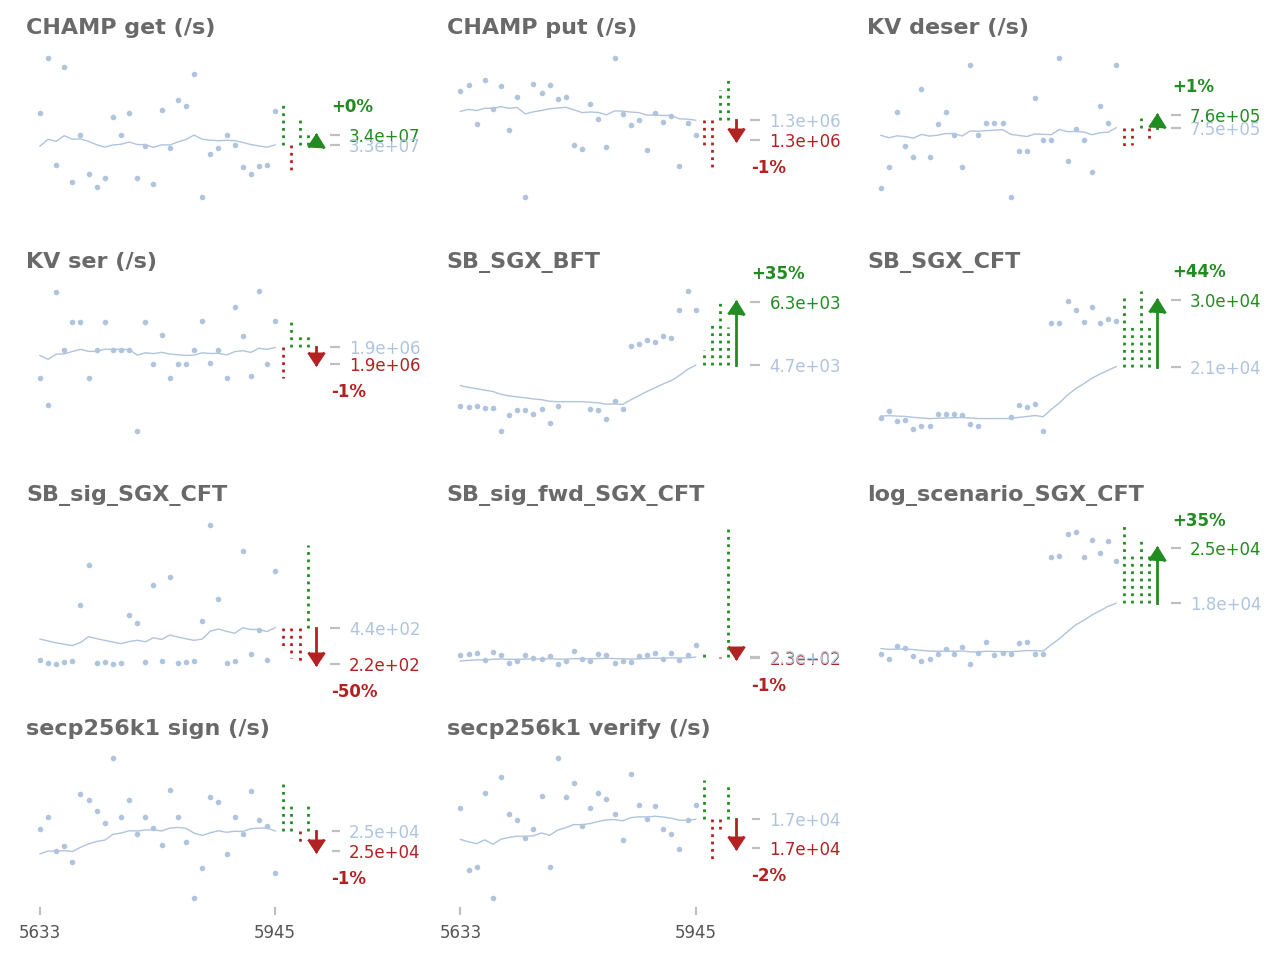 CHAMP get (/s)
+0%
3.4e+07
3.3e+07
CHAMP put (/s)
1.3e+06
1.3e+06
-1%
KV deser (/s)
+1%
7.6e+05
7.5e+05
KV ser (/s)
1.9e+06
1.9e+06
-1%
SB_SGX_BFT
+35%
6.3e+03
4.7e+03
SB_SGX_CFT
+44%
3.0e+04
2.1e+04
SB_sig_SGX_CFT
4.4e+02
2.2e+02
-50%
SB_sig_fwd_SGX_CFT
2.3e+02
-1%
log_scenario_SGX_CFT
+35%
2.5e+04
1.8e+04
secp256k1 sign (/s)
2.5e+04
2.5e+04
-1%
5633
5945
secp256k1 verify (/s)
1.7e+04
1.7e+04
-2%
5633
5945